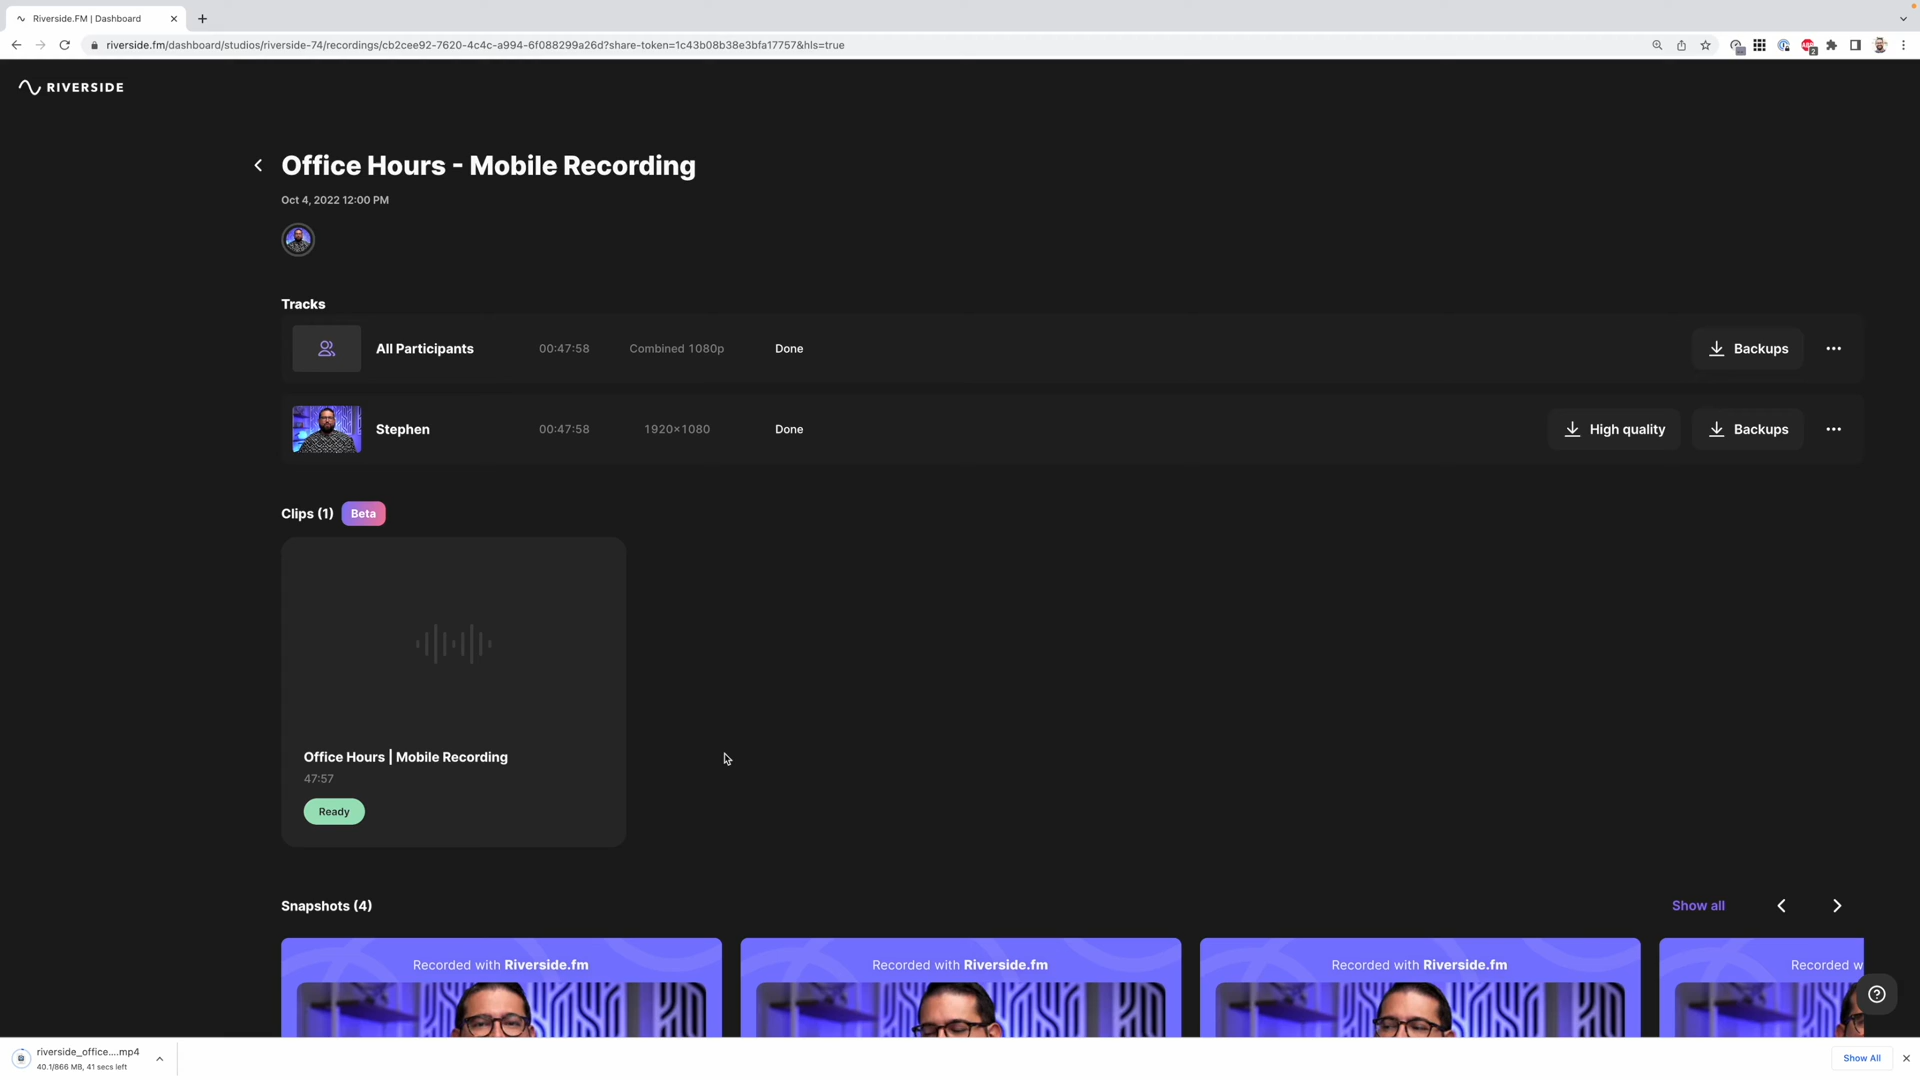 Riverside.FM | Dashboard
riverside.fm/dashboard/studios/riverside-74/recordings/cb2cee92-7620-4c4c-a994-6f088299a26d?share-token=1c43b08b38e3bfa17757&hls=true
RIVERSIDE
Office Hours - Mobile Recording
Oct 4, 2022 12:00 PM
Tracks
All Participants 00:47:58 Combined 1080p Done Backups
Stephen 00:47:58 1920×1080 Done High quality Backups
Clips (1) Beta
Office Hours | Mobile Recording
47:57
Ready
Snapshots (4) Show all
Recorded with Riverside.fm Recorded with Riverside.fm Recorded with Riverside.fm Recorded w
riverside_office....mp4
40.1/866 MB, 41 secs left
Show All